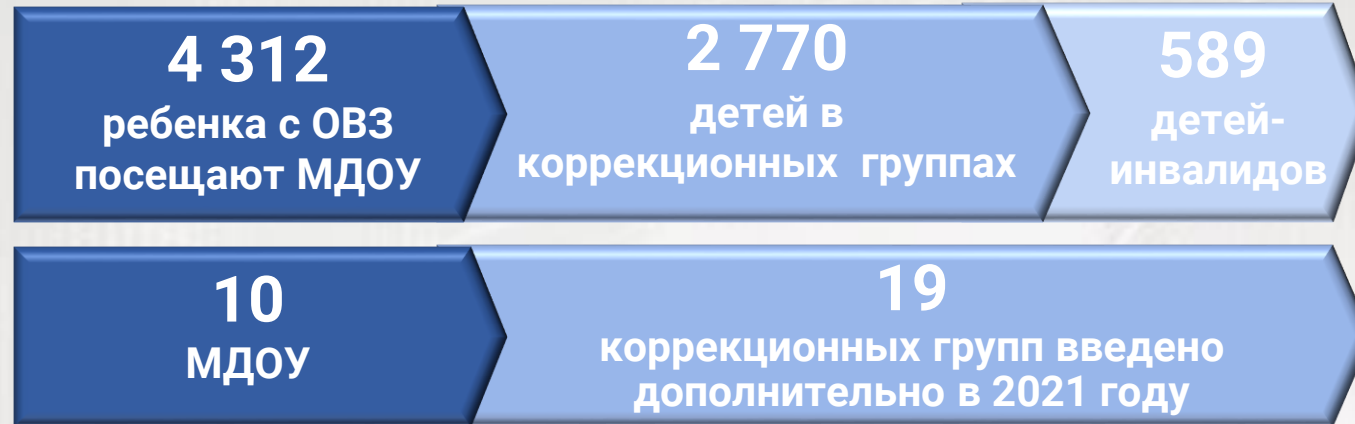 4 312
ребенка с ОВЗ
посещают МДОУ
2 770
детей в
коррекционных группах
589
детей-
инвалидов
10
МДОУ
19
коррекционных групп введено
дополнительно в 2021 году